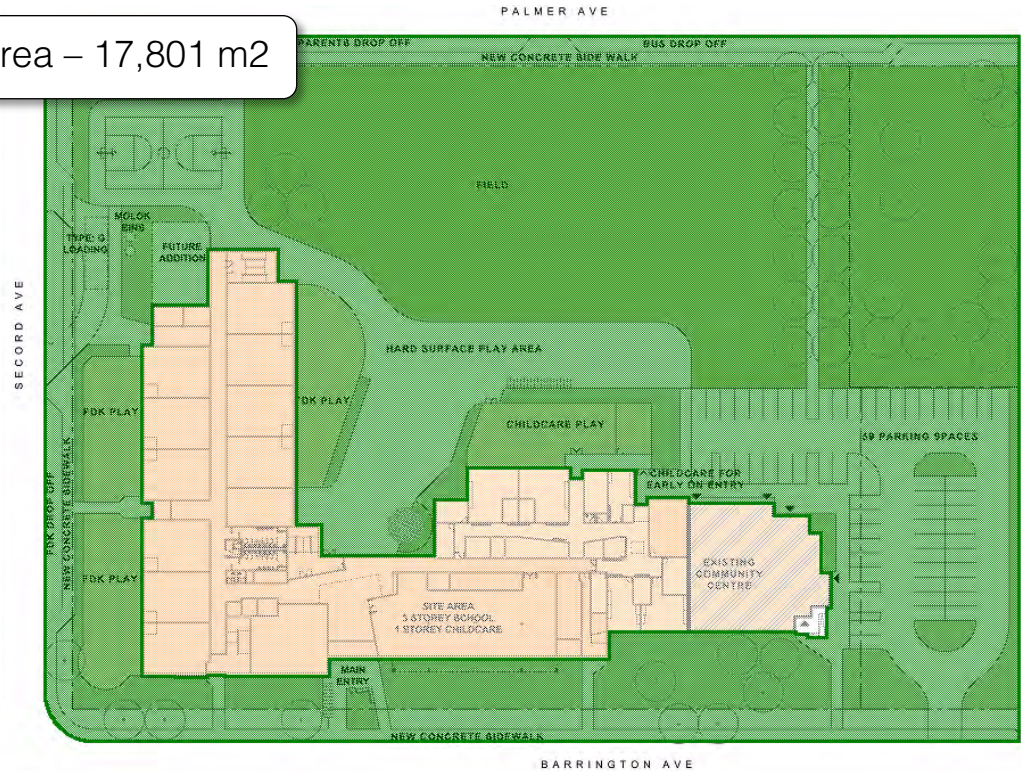 PALMER AVE
rea – 17,801 m2
PARENTS DROP OFF
BUS DROP OFF
NEW CONCRETE SIDE WALK
FIELD
MOLOK
BINS
TYPE G
LOADING
FUTURE
ADDITION
SECORD AVE
HARD SURFACE PLAY AREA
FDK PLAY
FDK PLAY
CHILDCARE PLAY
59 PARKING SPACES
CHILDCARE FOR
EARLY ON ENTRY
FDK DROP OFF
NEW CONCRETE SIDEWALK
EXISTING
COMMUNITY
CENTRE
FDK PLAY
SITE AREA
3 STOREY SCHOOL
1 STOREY CHILDCARE
MAIN
ENTRY
NEW CONCRETE SIDEWALK
BARRINGTON AVE